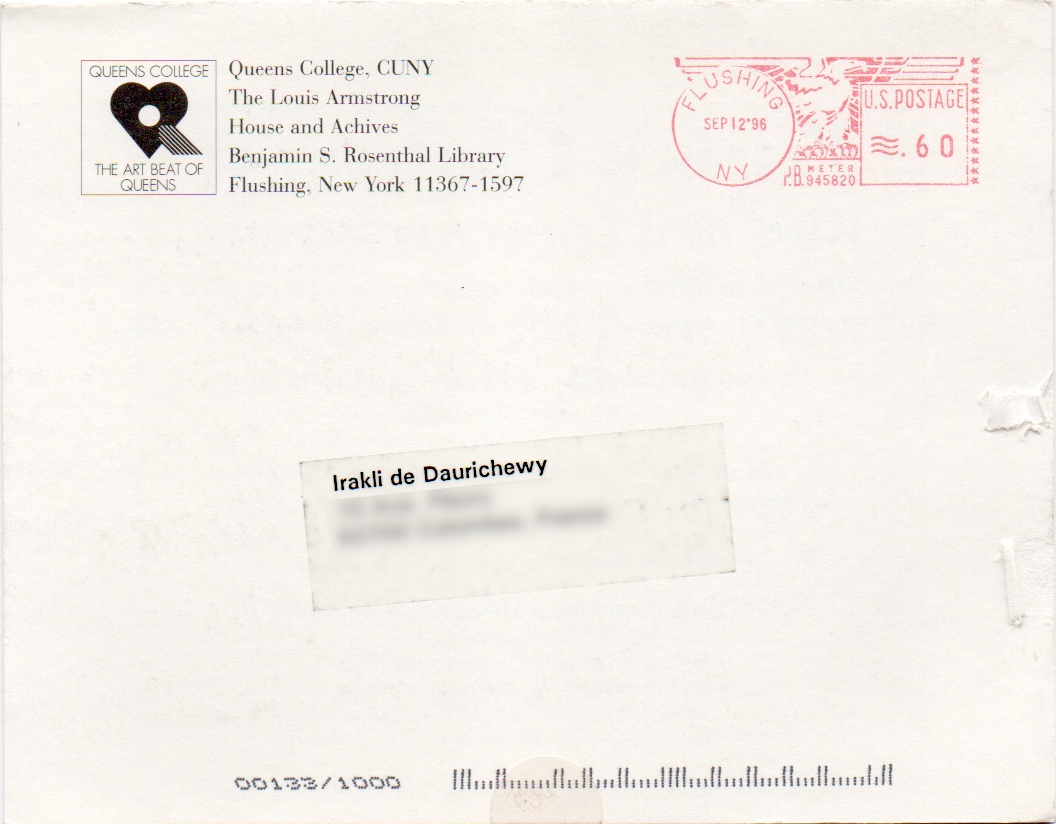 QUEENS COLLEGE
THE ART BEAT OF
QUEENS
Queens College, CUNY
The Louis Armstrong
House and Achives
Benjamin S. Rosenthal Library
Flushing, New York 11367-1597
FLUSHING
SEP 12'96
NY
U.S. POSTAGE
.60
P.B. METER
945820
Irakli de Daurichewy
00133/1000